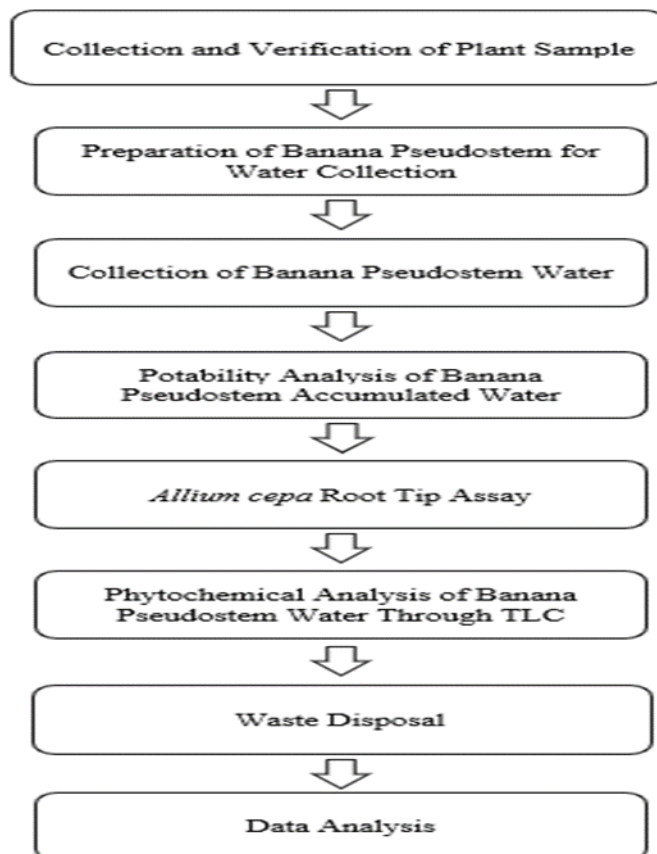 Collection and Verification of Plant Sample
Preparation of Banana Pseudostem for
Water Collection
Collection of Banana Pseudostem Water
Potability Analysis of Banana
Pseudostem Accumulated Water
Allium cepa Root Tip Assay
Phytochemical Analysis of Banana
Pseudostem Water Through TLC
Waste Disposal
Data Analysis